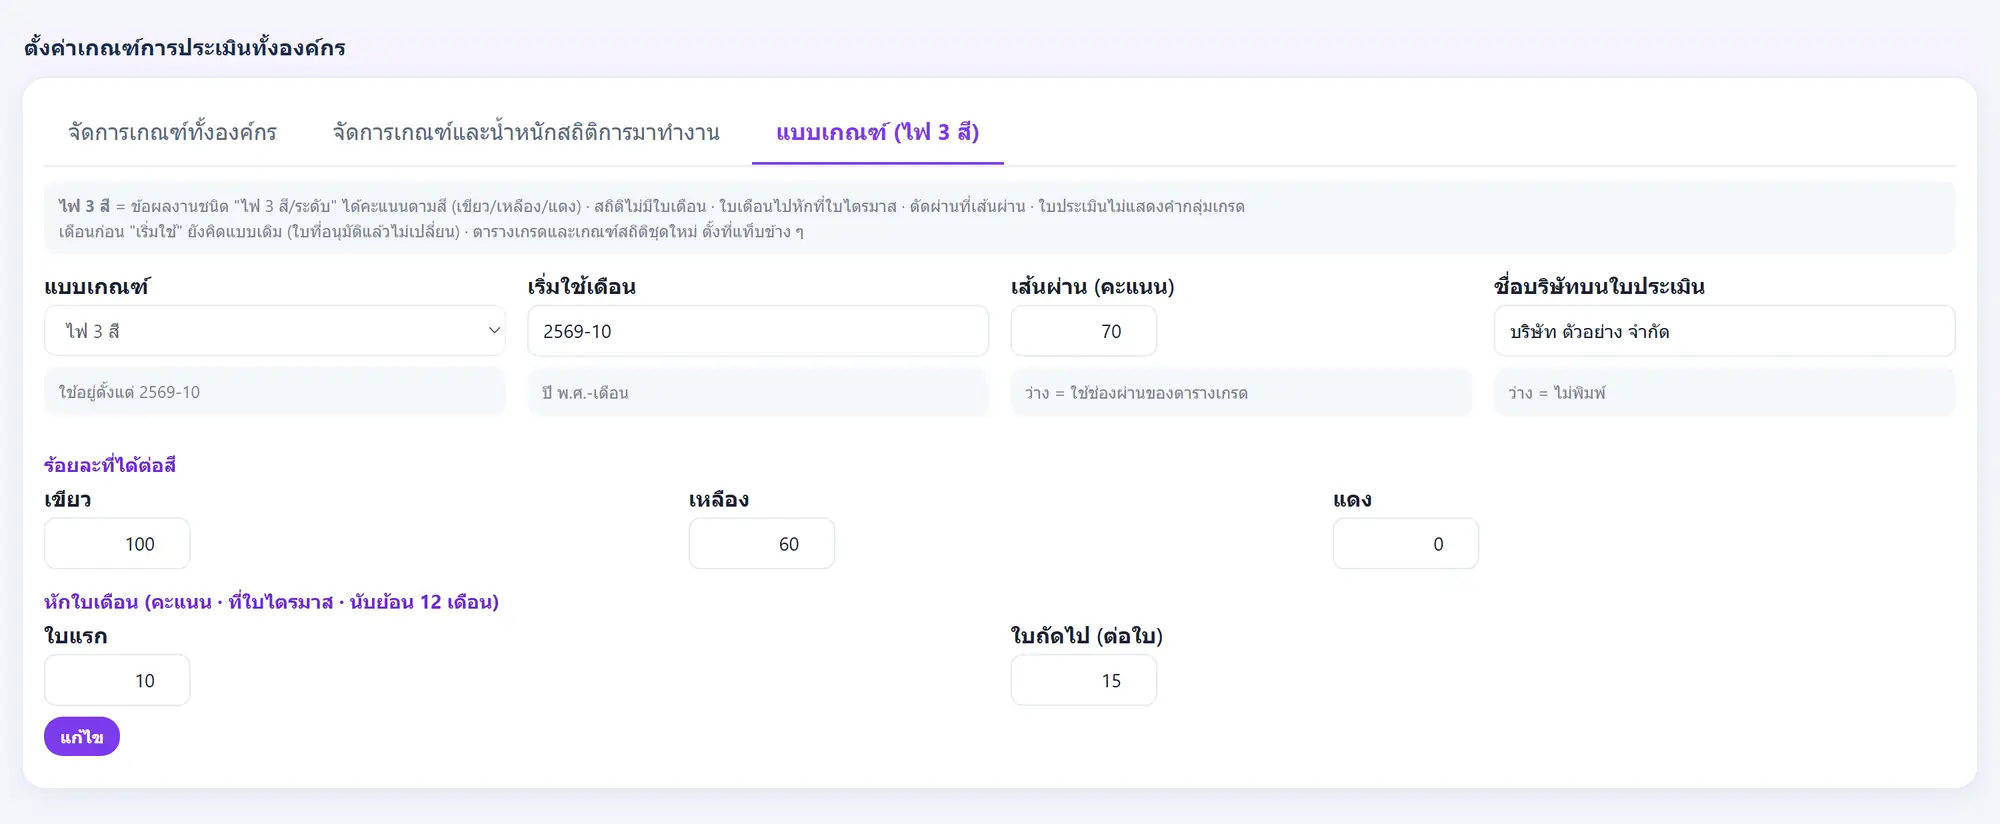 ตั้งค่าเกณฑ์การประเมินทั้งองค์กร
จัดการเกณฑ์ทั้งองค์กร
จัดการเกณฑ์และน้ำหนักสถิติการมาทำงาน
แบบเกณฑ์ (ไฟ 3 สี)
ไฟ 3 สี = ข้อผลงานชนิด "ไฟ 3 สี/ระดับ" ได้คะแนนตามสี (เขียว/เหลือง/แดง) · สถิติไม่มีใบเตือน · ใบเตือนไปหักที่ใบไตรมาส · ตัดผ่านที่เส้นผ่าน · ใบประเมินไม่แสดงคำกลุ่มเกรด
เดือนก่อน "เริ่มใช้" ยังคิดแบบเดิม (ใบที่อนุมัติแล้วไม่เปลี่ยน) · ตารางเกรดและเกณฑ์สถิติชุดใหม่ ตั้งที่แท็บข้าง ๆ
แบบเกณฑ์
ไฟ 3 สี
ใช้อยู่ตั้งแต่ 2569-10
เริ่มใช้เดือน
2569-10
ปี พ.ศ.-เดือน
เส้นผ่าน (คะแนน)
70
ว่าง = ใช้ช่องผ่านของตารางเกรด
ชื่อบริษัทบนใบประเมิน
บริษัท ตัวอย่าง จำกัด
ว่าง = ไม่พิมพ์
ร้อยละที่ได้ต่อสี
เขียว
100
เหลือง
60
แดง
0
หักใบเตือน (คะแนน · ที่ใบไตรมาส · นับย้อน 12 เดือน)
ใบแรก
10
ใบถัดไป (ต่อใบ)
15
แก้ไข